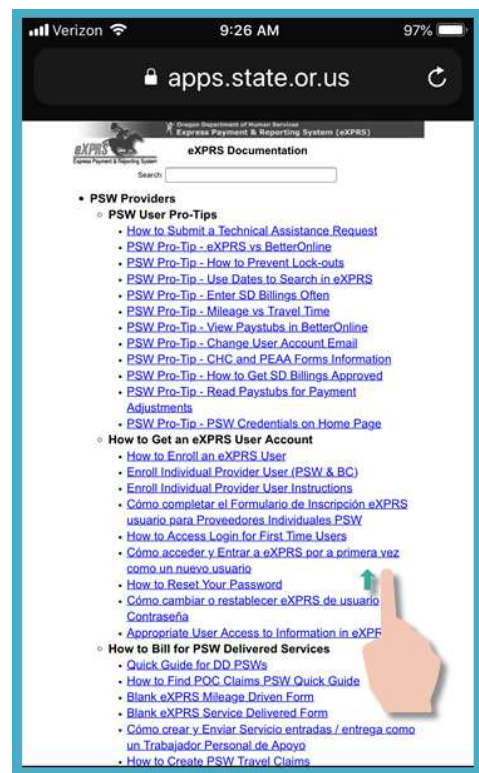 Verizon 9:26 AM 97%
apps.state.or.us
Oregon Department of Human Services
Express Payment & Reporting System (eXPRS)
eXPRS
Express Payment & Reporting System
eXPRS Documentation
Search:
• PSW Providers
◦ PSW User Pro-Tips
▪ How to Submit a Technical Assistance Request
▪ PSW Pro-Tip - eXPRS vs BetterOnline
▪ PSW Pro-Tip - How to Prevent Lock-outs
▪ PSW Pro-Tip - Use Dates to Search in eXPRS
▪ PSW Pro-Tip - Enter SD Billings Often
▪ PSW Pro-Tip - Mileage vs Travel Time
▪ PSW Pro-Tip - View Paystubs in BetterOnline
▪ PSW Pro-Tip - Change User Account Email
▪ PSW Pro-Tip - CHC and PEAA Forms Information
▪ PSW Pro-Tip - How to Get SD Billings Approved
▪ PSW Pro-Tip - Read Paystubs for Payment
Adjustments
▪ PSW Pro-Tip - PSW Credentials on Home Page
◦ How to Get an eXPRS User Account
▪ How to Enroll an eXPRS User
▪ Enroll Individual Provider User (PSW & BC)
▪ Enroll Individual Provider User Instructions
▪ Cómo completar el Formulario de Inscripción eXPRS
usuario para Proveedores Individuales PSW
▪ How to Access Login for First Time Users
▪ Cómo acceder y Entrar a eXPRS por a primera vez
como un nuevo usuario
▪ How to Reset Your Password
▪ Cómo cambiar o restablecer eXPRS de usuario
Contraseña
▪ Appropriate User Access to Information in eXPR
◦ How to Bill for PSW Delivered Services
▪ Quick Guide for DD PSWs
▪ How to Find POC Claims PSW Quick Guide
▪ Blank eXPRS Mileage Driven Form
▪ Blank eXPRS Service Delivered Form
▪ Cómo crear y Enviar Servicio entradas / entrega como
un Trabajador Personal de Apoyo
▪ How to Create PSW Travel Claims